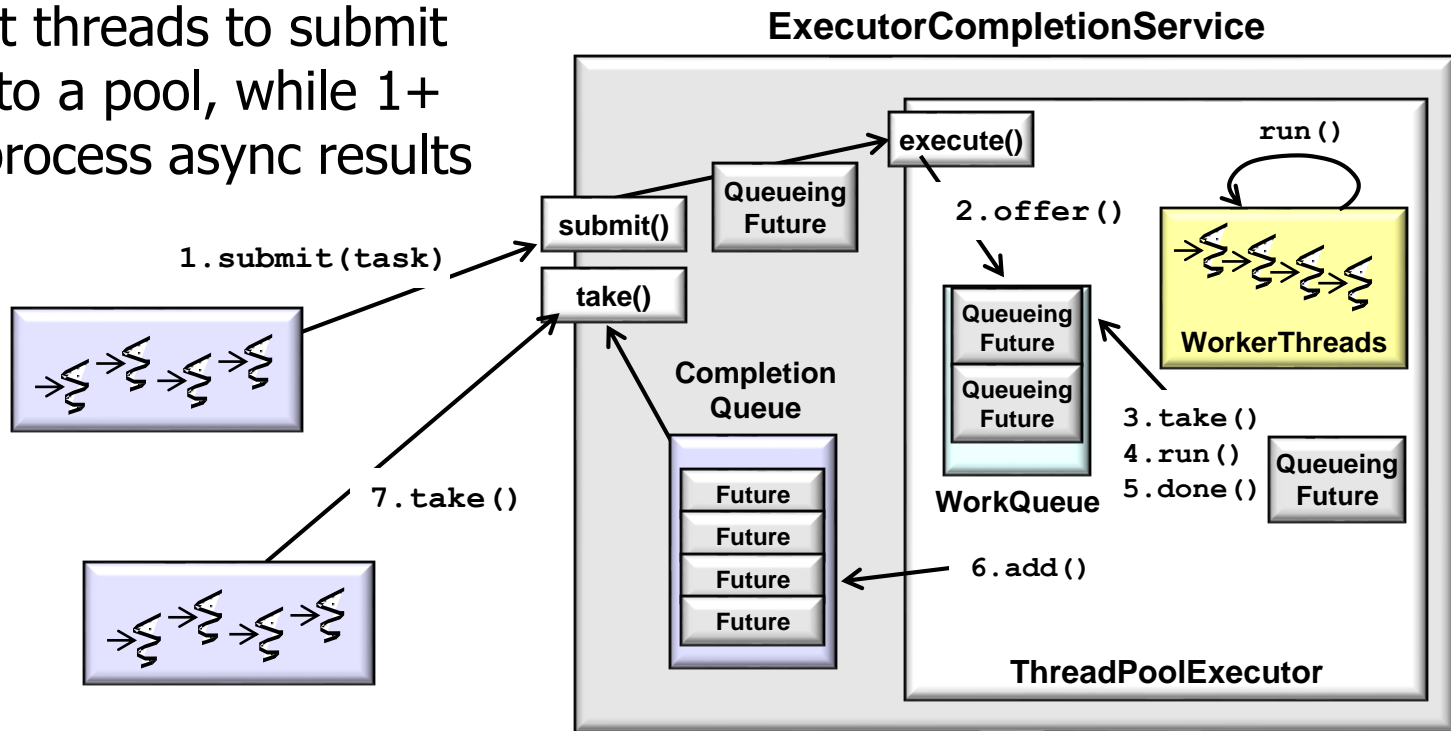 t threads to submit
to a pool, while 1+
process async results
ExecutorCompletionService
execute()
run()
Queueing
Future
2.offer()
submit()
1.submit(task)
take()
Queueing
Future
Queueing
Future
WorkerThreads
Completion
Queue
3.take()
4.run()
5.done()
Queueing
Future
7.take()
WorkQueue
Future
Future
Future
Future
6.add()
ThreadPoolExecutor